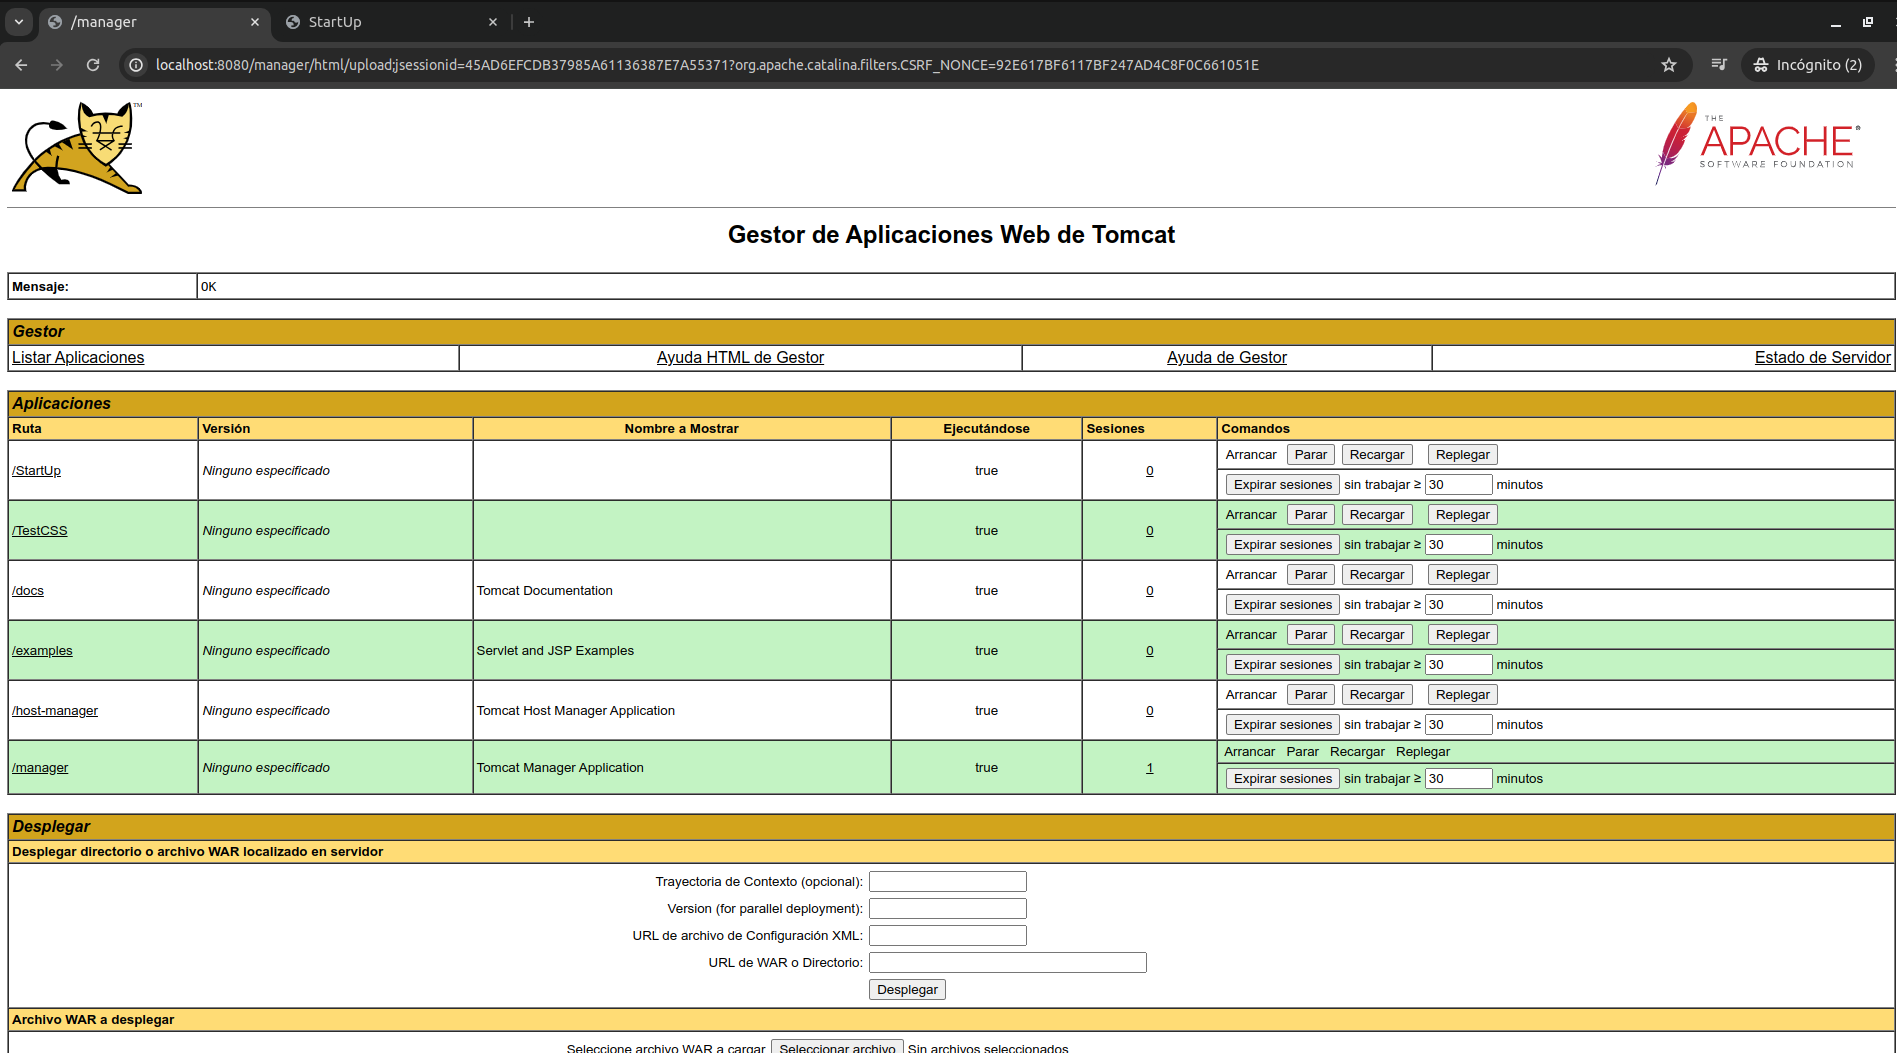 /manager
StartUp
localhost:8080/manager/html/upload;jsessionid=45AD6EFCDB37985A61136387E7A55371?org.apache.catalina.filters.CSRF_NONCE=92E617BF6117BF247AD4C8F0C661051E
Incógnito (2)
TM
THE
APACHE®
SOFTWARE FOUNDATION
Gestor de Aplicaciones Web de Tomcat
Mensaje: OK
Gestor
Listar Aplicaciones Ayuda HTML de Gestor Ayuda de Gestor Estado de Servidor
Aplicaciones
Ruta Versión Nombre a Mostrar Ejecutándose Sesiones Comandos
/StartUp Ninguno especificado true 0 Arrancar Parar Recargar Replegar
Expirar sesiones sin trabajar ≥ 30 minutos
/TestCSS Ninguno especificado true 0 Arrancar Parar Recargar Replegar
Expirar sesiones sin trabajar ≥ 30 minutos
/docs Ninguno especificado Tomcat Documentation true 0 Arrancar Parar Recargar Replegar
Expirar sesiones sin trabajar ≥ 30 minutos
/examples Ninguno especificado Servlet and JSP Examples true 0 Arrancar Parar Recargar Replegar
Expirar sesiones sin trabajar ≥ 30 minutos
/host-manager Ninguno especificado Tomcat Host Manager Application true 0 Arrancar Parar Recargar Replegar
Expirar sesiones sin trabajar ≥ 30 minutos
/manager Ninguno especificado Tomcat Manager Application true 1 Arrancar Parar Recargar Replegar
Expirar sesiones sin trabajar ≥ 30 minutos
Desplegar
Desplegar directorio o archivo WAR localizado en servidor
Trayectoria de Contexto (opcional):
Version (for parallel deployment):
URL de archivo de Configuración XML:
URL de WAR o Directorio:
Desplegar
Archivo WAR a desplegar
Seleccione archivo WAR a cargar Seleccionar archivo Sin archivos seleccionados